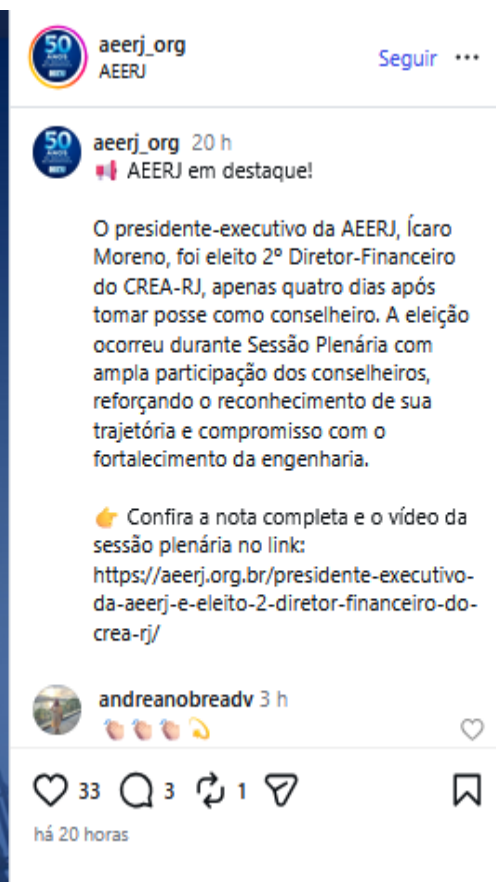 50
ANOS
aeerj_org
AEERJ
Seguir
50
aeerj_org 20 h
📢 AEERJ em destaque!
O presidente-executivo da AEERJ, Ícaro
Moreno, foi eleito 2º Diretor-Financeiro
do CREA-RJ, apenas quatro dias após
tomar posse como conselheiro. A eleição
ocorreu durante Sessão Plenária com
ampla participação dos conselheiros,
reforçando o reconhecimento de sua
trajetória e compromisso com o
fortalecimento da engenharia.
👉 Confira a nota completa e o vídeo da
sessão plenária no link:
https://aeerj.org.br/presidente-executivo-
da-aeerj-e-eleito-2-diretor-financeiro-do-
crea-rj/
andreanobreadv 3 h
👏🏻👏🏻👏🏻💫
33 3 1
há 20 horas